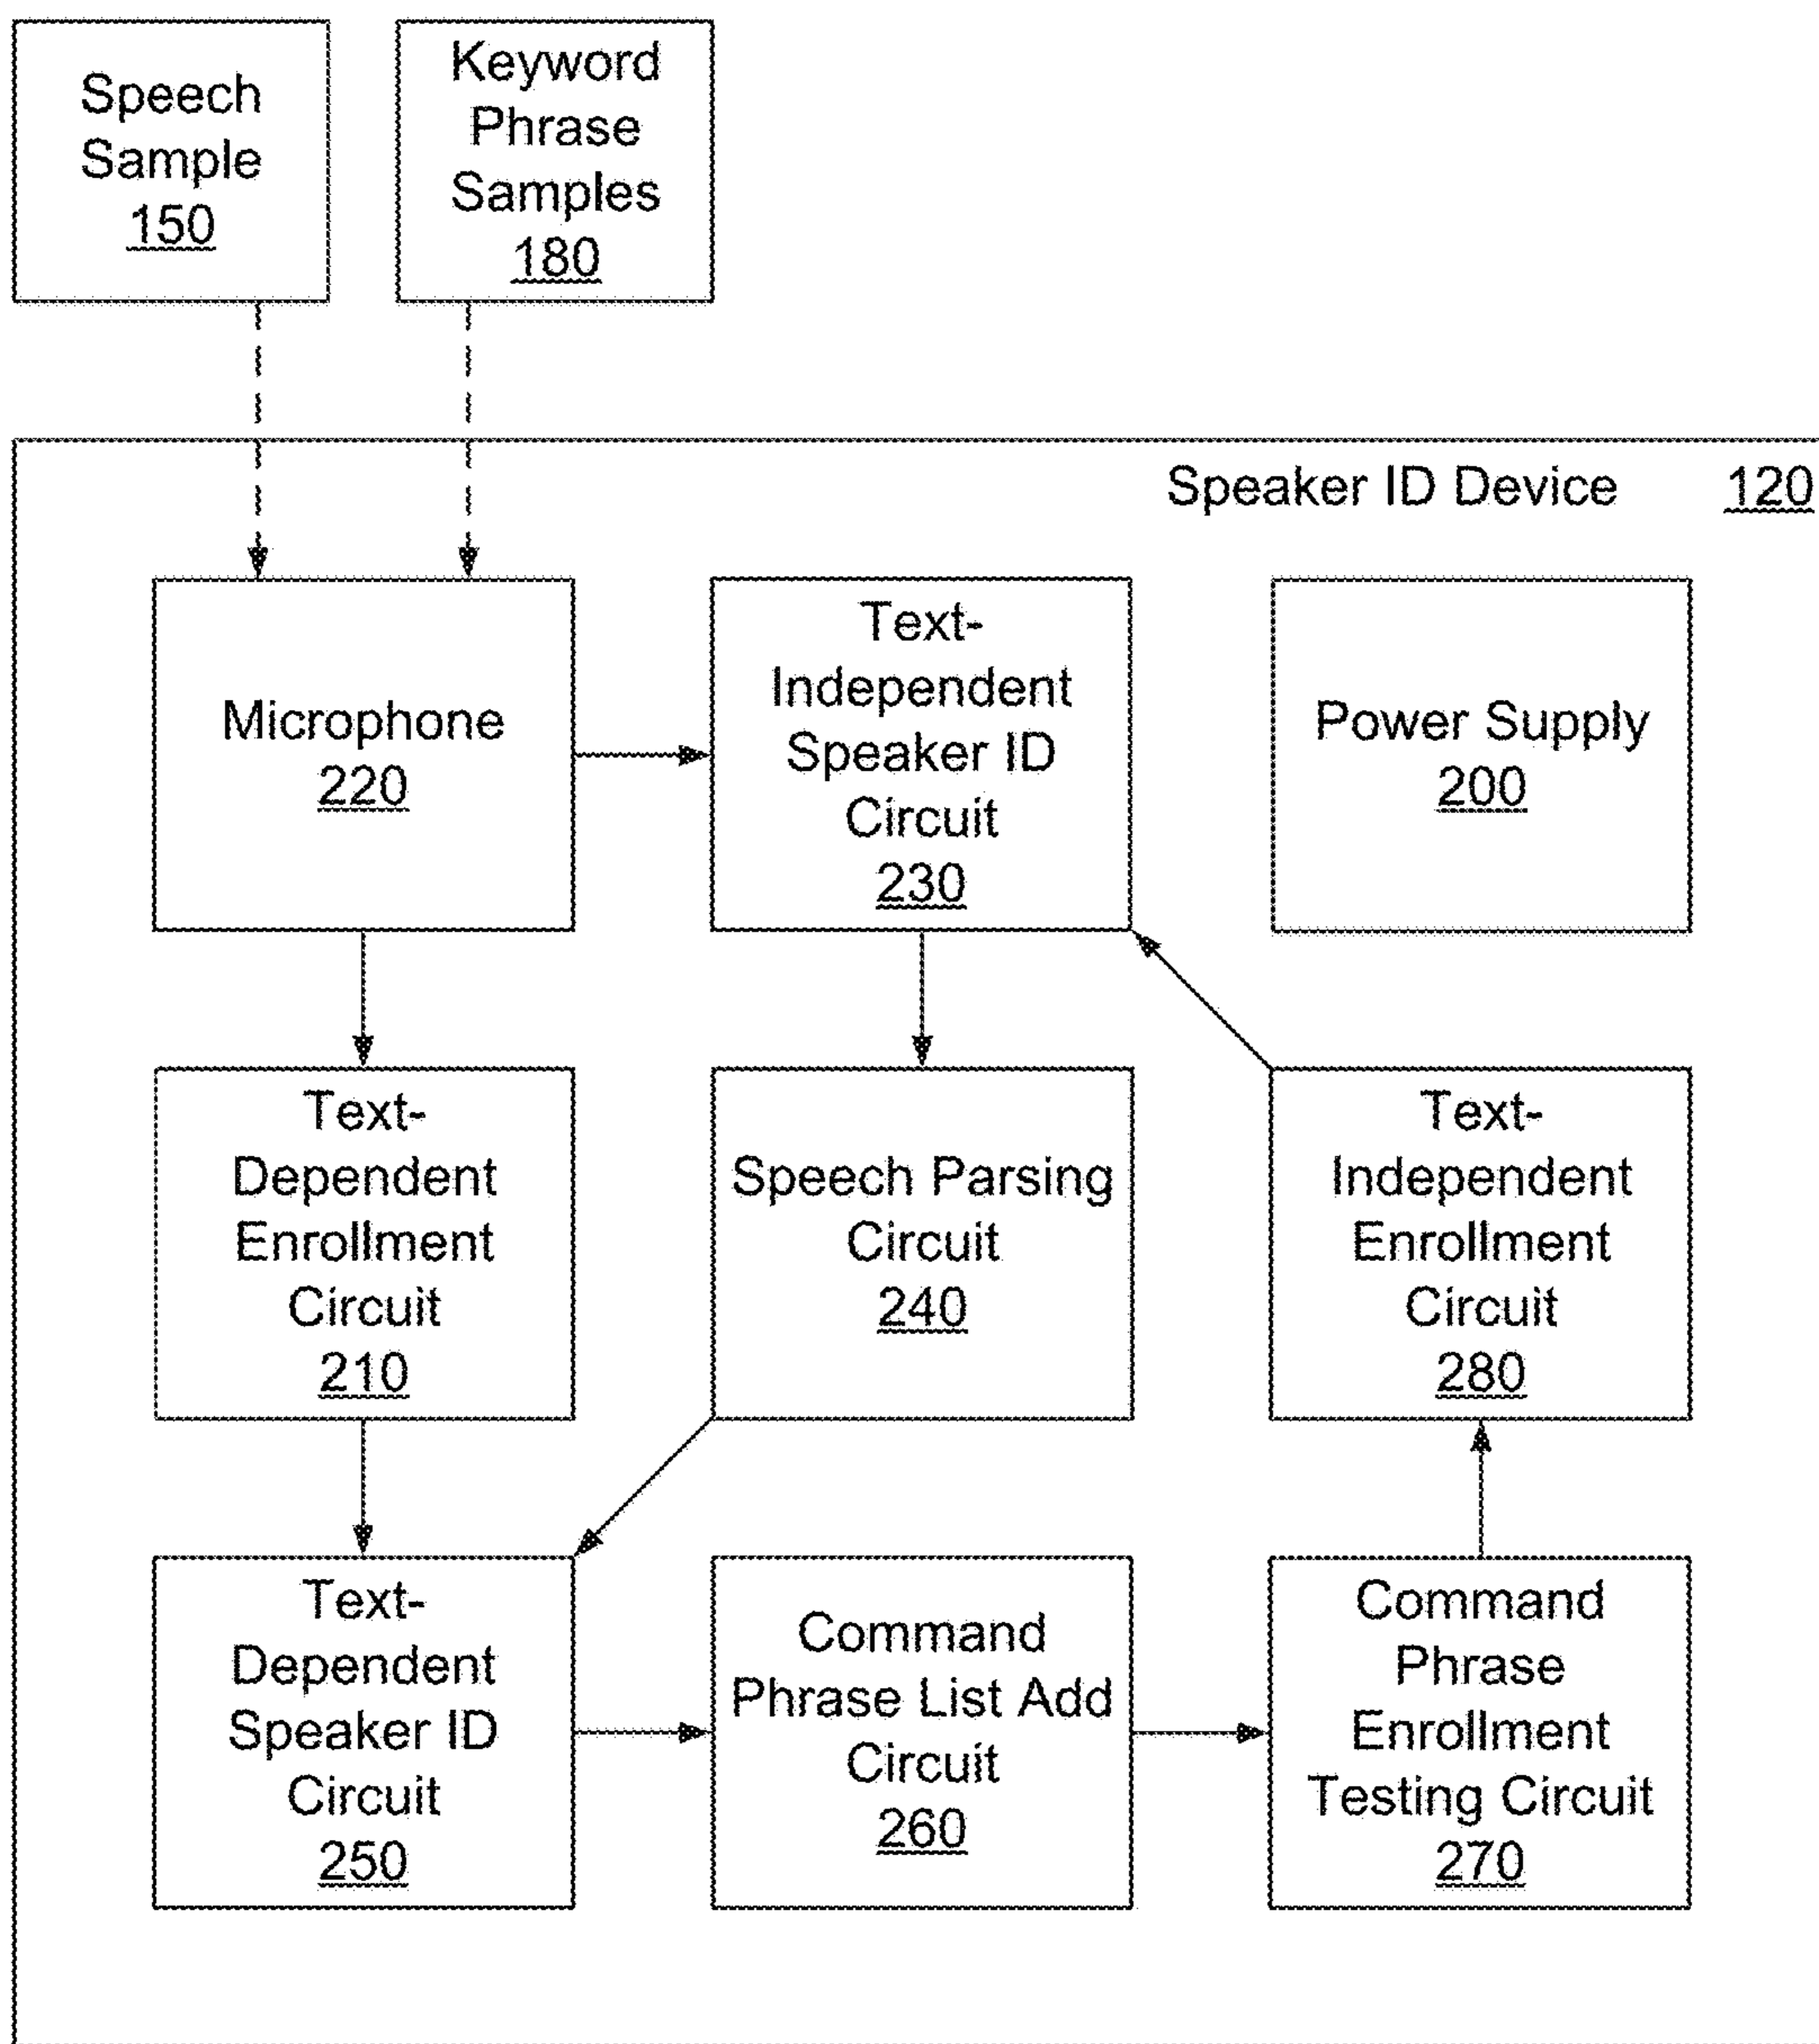 Speech
Sample
150
Keyword
Phrase
Samples
180
Speaker ID Device 120
Microphone
220
Text-
Independent
Speaker ID
Circuit
230
Power Supply
200
Text-
Dependent
Enrollment
Circuit
210
Speech Parsing
Circuit
240
Text-
Independent
Enrollment
Circuit
280
Text-
Dependent
Speaker ID
Circuit
250
Command
Phrase List Add
Circuit
260
Command
Phrase
Enrollment
Testing Circuit
270